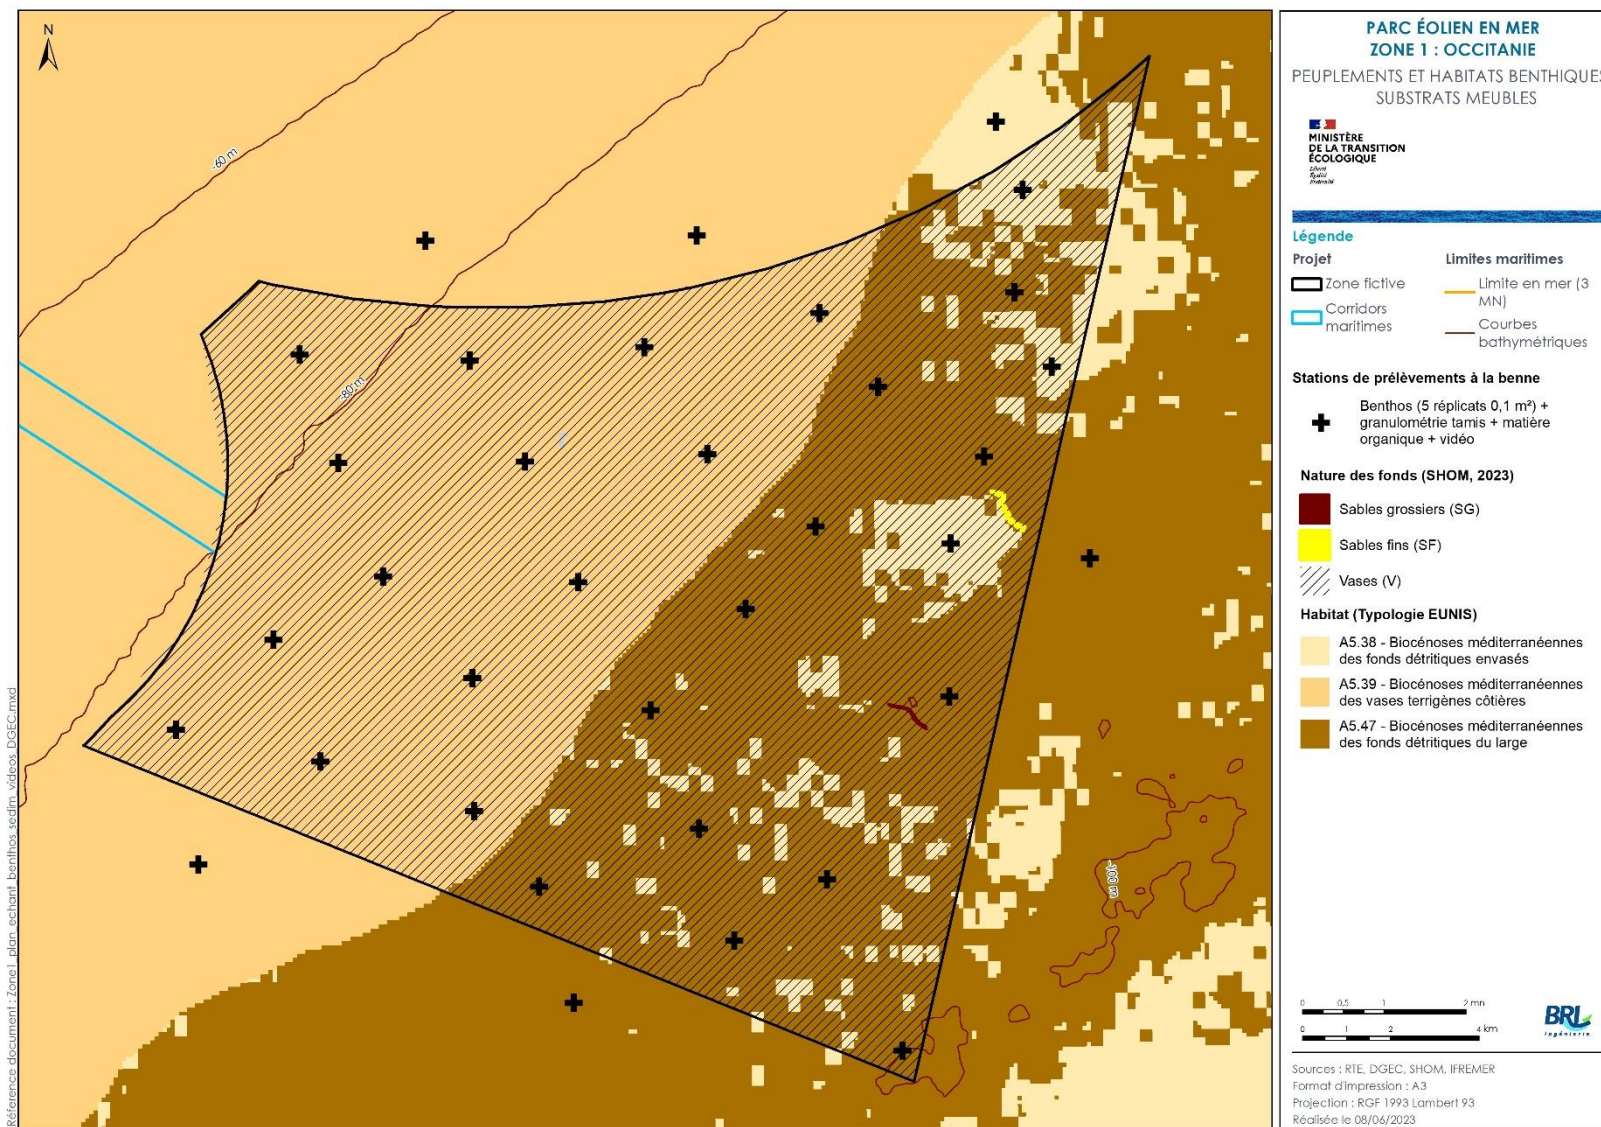 N
-60 m
-80 m
-100 m
Réference document : Zone1_plan_echant_benthos_sedim_videos_DGEC.mxd
PARC ÉOLIEN EN MER
ZONE 1 : OCCITANIE
PEUPLEMENTS ET HABITATS BENTHIQUES
SUBSTRATS MEUBLES
MINISTÈRE
DE LA TRANSITION
ÉCOLOGIQUE
Liberté
Égalité
Fraternité
Légende
Projet
Zone fictive
Corridors
maritimes
Limites maritimes
Limite en mer (3
MN)
Courbes
bathymétriques
Stations de prélèvements à la benne
Benthos (5 réplicats 0,1 m²) +
granulométrie tamis + matière
organique + vidéo
Nature des fonds (SHOM, 2023)
Sables grossiers (SG)
Sables fins (SF)
Vases (V)
Habitat (Typologie EUNIS)
A5.38 - Biocénoses méditerranéennes
des fonds détritiques envasés
A5.39 - Biocénoses méditerranéennes
des vases terrigènes côtières
A5.47 - Biocénoses méditerranéennes
des fonds détritiques du large
0 0,5 1 2 mn
0 1 2 4 km
BRL
Ingénierie
Sources : RTE, DGEC, SHOM, IFREMER
Format d'impression : A3
Projection : RGF 1993 Lambert 93
Réalisée le 08/06/2023